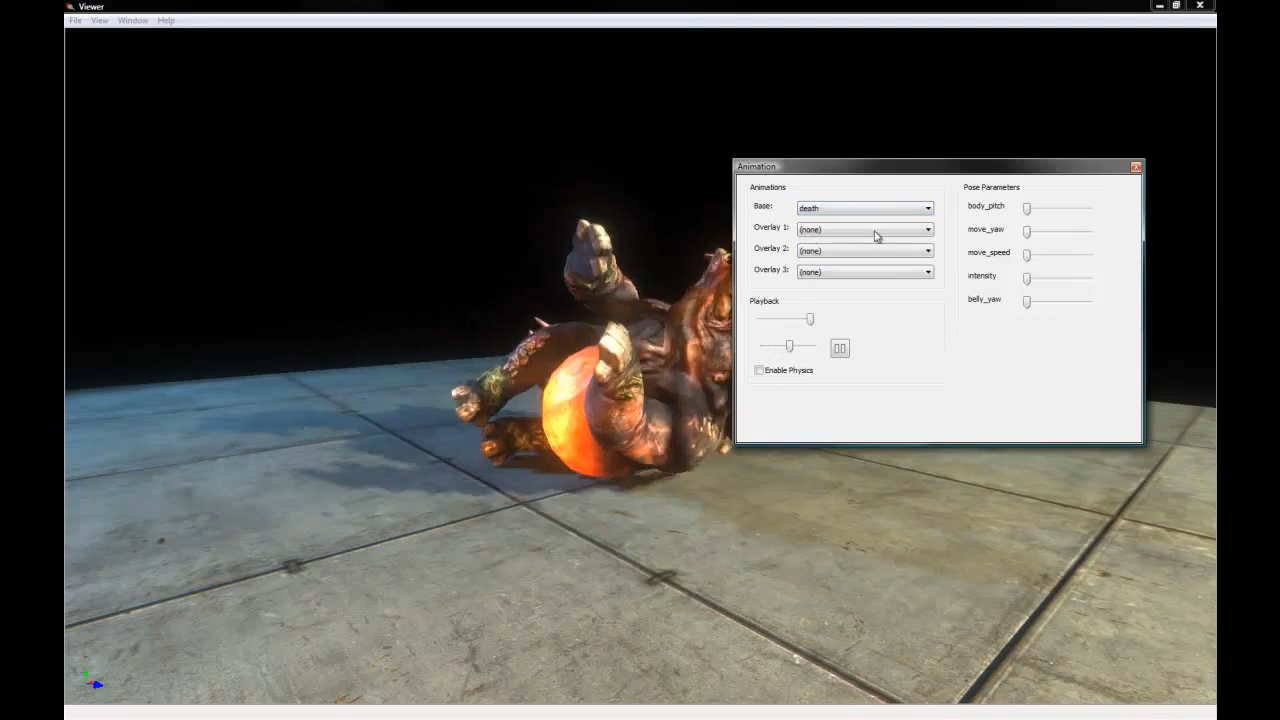 Viewer
File View Window Help
Animation
Animations
Base: death
Overlay 1: (none)
Overlay 2: (none)
Overlay 3: (none)
Playback
Enable Physics
Pose Parameters
body_pitch
move_yaw
move_speed
intensity
belly_yaw